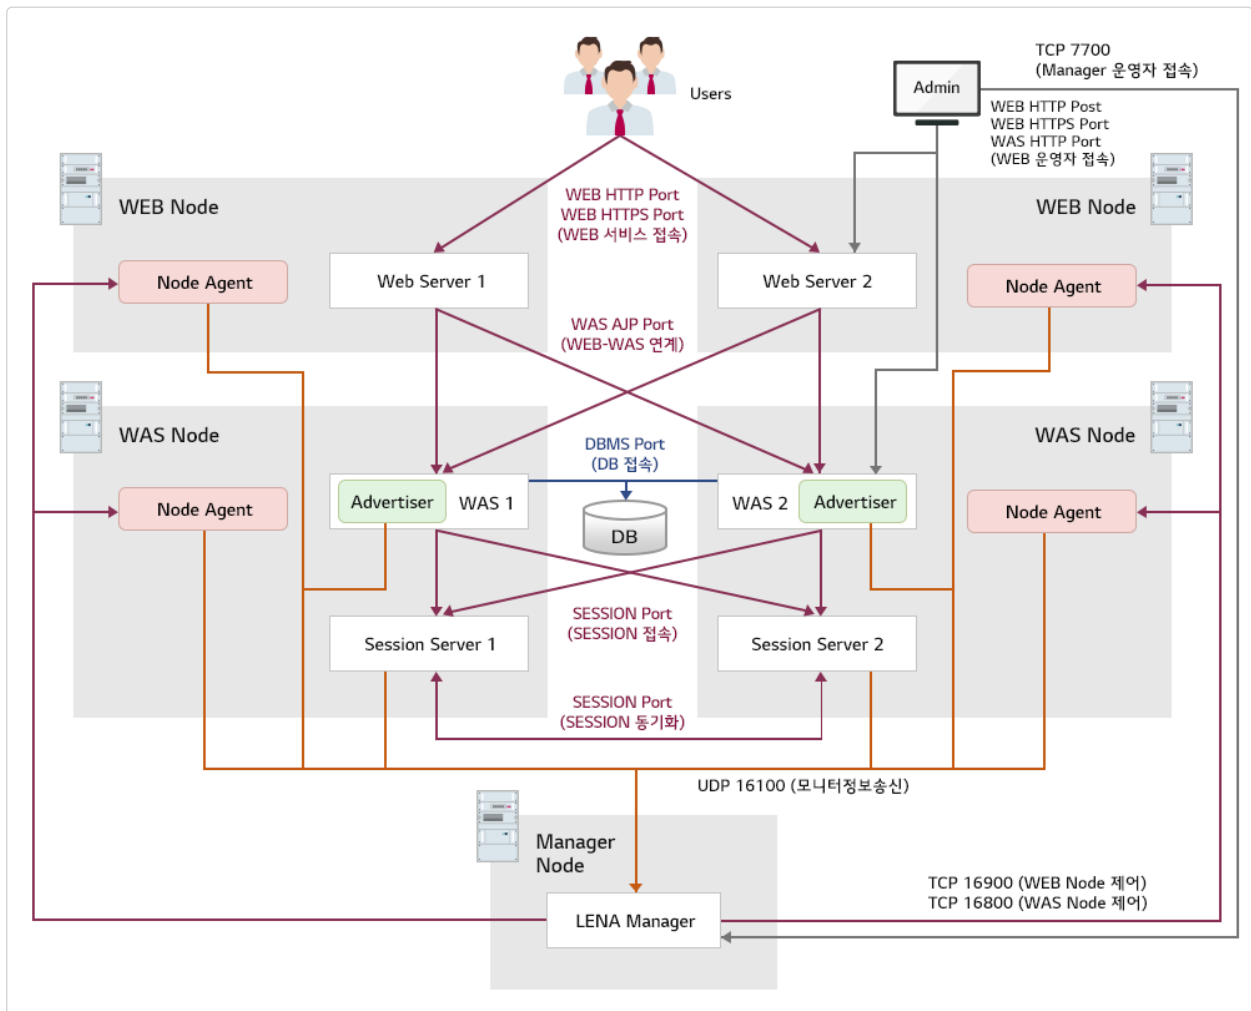 TCP 7700
(Manager 운영자 접속)
Admin
Users
WEB HTTP Post
WEB HTTPS Port
WAS HTTP Port
(WEB 운영자 접속)
WEB Node
WEB HTTP Port
WEB HTTPS Port
(WEB 서비스 접속)
WEB Node
Node Agent
Web Server 1
Web Server 2
Node Agent
WAS AJP Port
(WEB-WAS 연계)
WAS Node
DBMS Port
(DB 접속)
WAS Node
Node Agent
Advertiser
WAS 1
DB
WAS 2
Advertiser
Node Agent
SESSION Port
(SESSION 접속)
Session Server 1
Session Server 2
SESSION Port
(SESSION 동기화)
UDP 16100 (모니터정보송신)
Manager
Node
TCP 16900 (WEB Node 제어)
TCP 16800 (WAS Node 제어)
LENA Manager